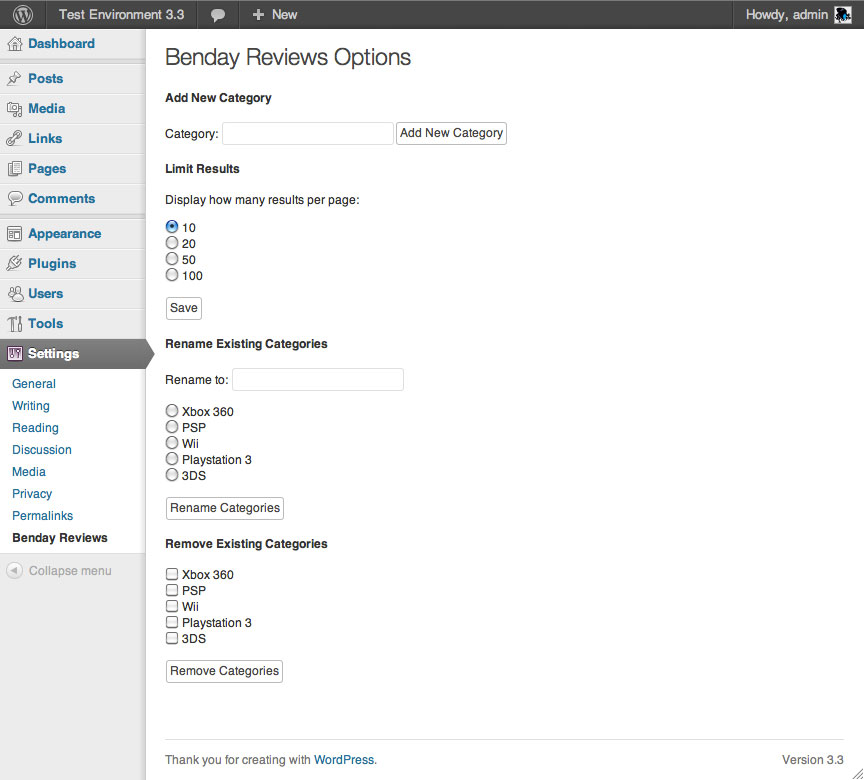 Test Environment 3.3 New Howdy, admin
Dashboard
Posts
Media
Links
Pages
Comments
Appearance
Plugins
Users
Tools
Settings
General
Writing
Reading
Discussion
Media
Privacy
Permalinks
Benday Reviews
Collapse menu
Benday Reviews Options
Add New Category
Category: Add New Category
Limit Results
Display how many results per page:
10
20
50
100
Save
Rename Existing Categories
Rename to:
Xbox 360
PSP
Wii
Playstation 3
3DS
Rename Categories
Remove Existing Categories
Xbox 360
PSP
Wii
Playstation 3
3DS
Remove Categories
Thank you for creating with WordPress. Version 3.3